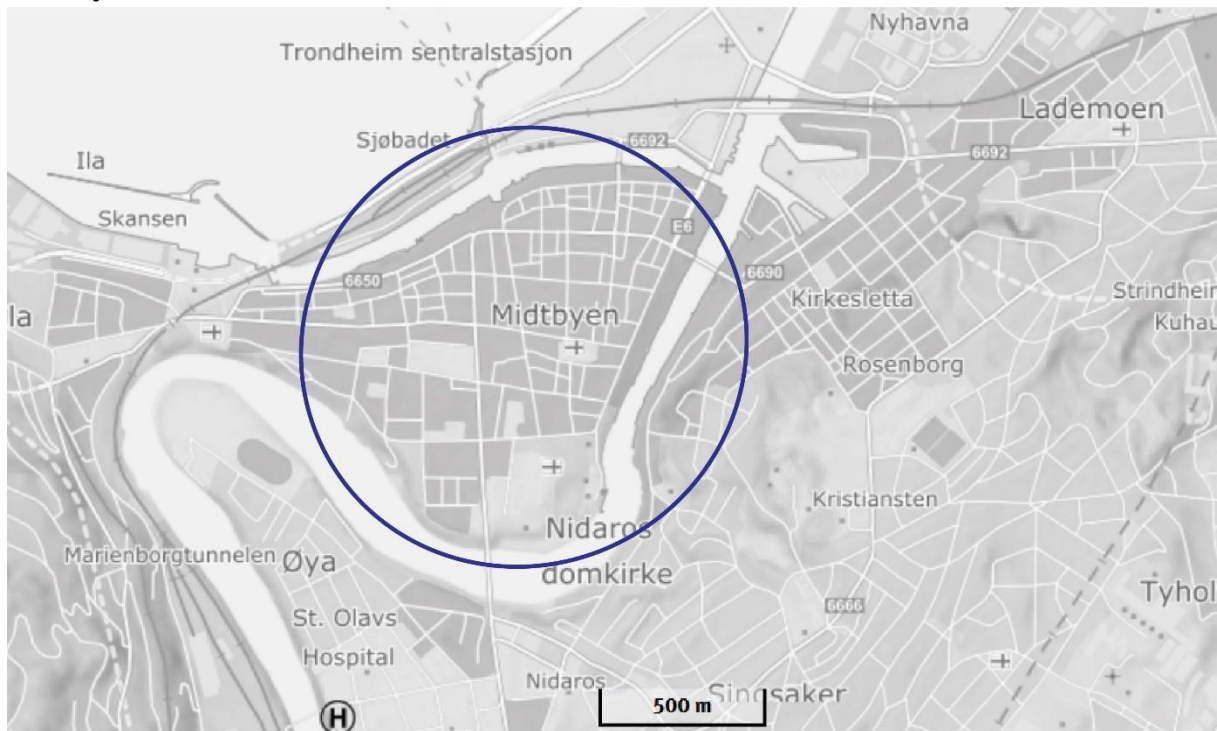 Nyhavna
Trondheim sentralstasjon
Lademoen
Sjøbadet
6692
6692
Ila
Skansen
E6
6690
6650
Kirkesletta
Strindhei
la
Midtbyen
Kuhau
Rosenborg
Kristiansten
Nidaros
domkirke
Marienborgtunnelen
Øya
Tyhol
6666
St. Olavs
Hospital
Nidaros
Singsaker
500 m
H